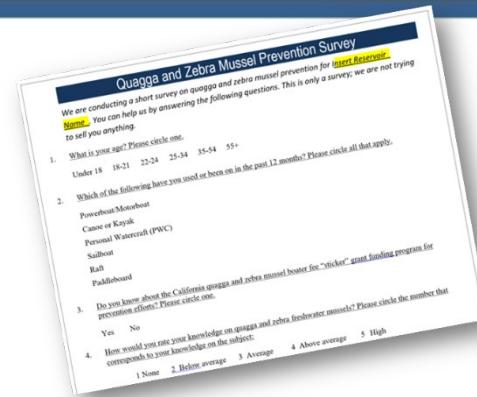 Quagga and Zebra Mussel Prevention Survey
We are conducting a short survey on quagga and zebra mussel prevention for Insert Reservoir
Name . You can help us by answering the following questions. This is only a survey; we are not trying
to sell you anything.
1. What is your age? Please circle one.
Under 18 18-21 22-24 25-34 35-54 55+
2. Which of the following have you used or been on in the past 12 months? Please circle all that apply.
Powerboat/Motorboat
Canoe or Kayak
Personal Watercraft (PWC)
Sailboat
Raft
Paddleboard
3. Do you know about the California quagga and zebra mussel boater fee "sticker" grant funding program for
prevention efforts? Please circle one.
Yes No
4. How would you rate your knowledge on quagga and zebra freshwater mussels? Please circle the number that
corresponds to your knowledge on the subject:
1 None 2 Below average 3 Average 4 Above average 5 High